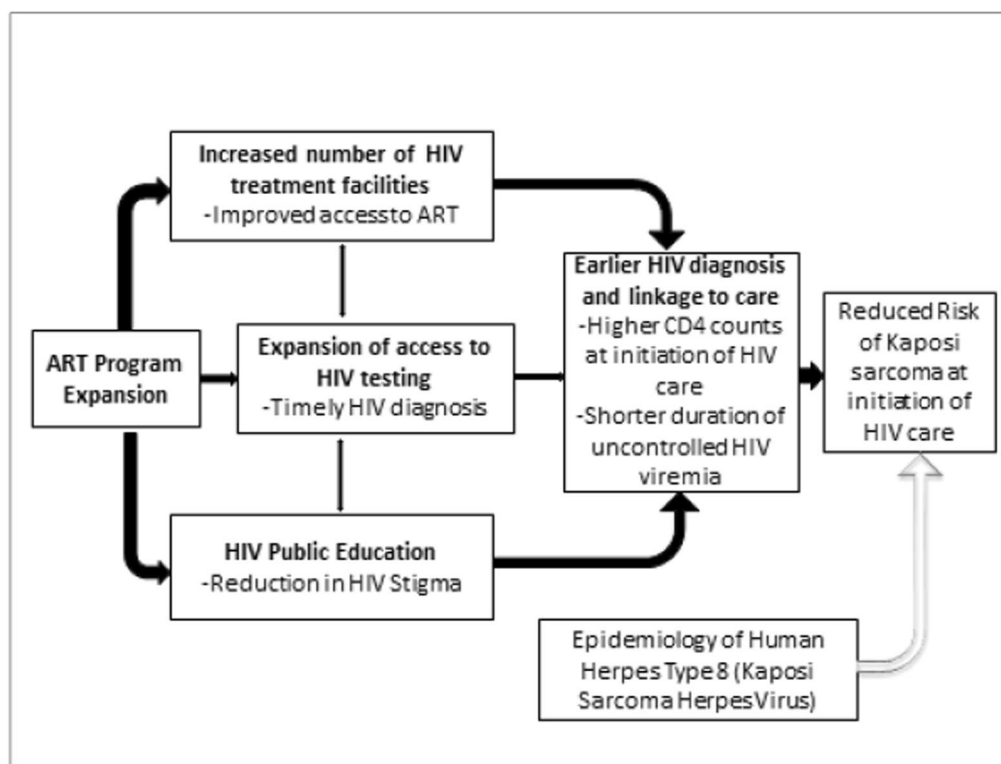 Increased number of HIV
treatment facilities
-Improved access to ART
ART Program
Expansion
Expansion of access to
HIV testing
-Timely HIV diagnosis
HIV Public Education
-Reduction in HIV Stigma
Earlier HIV diagnosis
and linkage to care
-Higher CD4 counts
at initiation of HIV
care
-Shorter duration of
uncontrolled HIV
viremia
Reduced Risk
of Kaposi
sarcoma at
initiation of
HIV care
Epidemiology of Human
Herpes Type 8 (Kaposi
Sarcoma Herpes Virus)